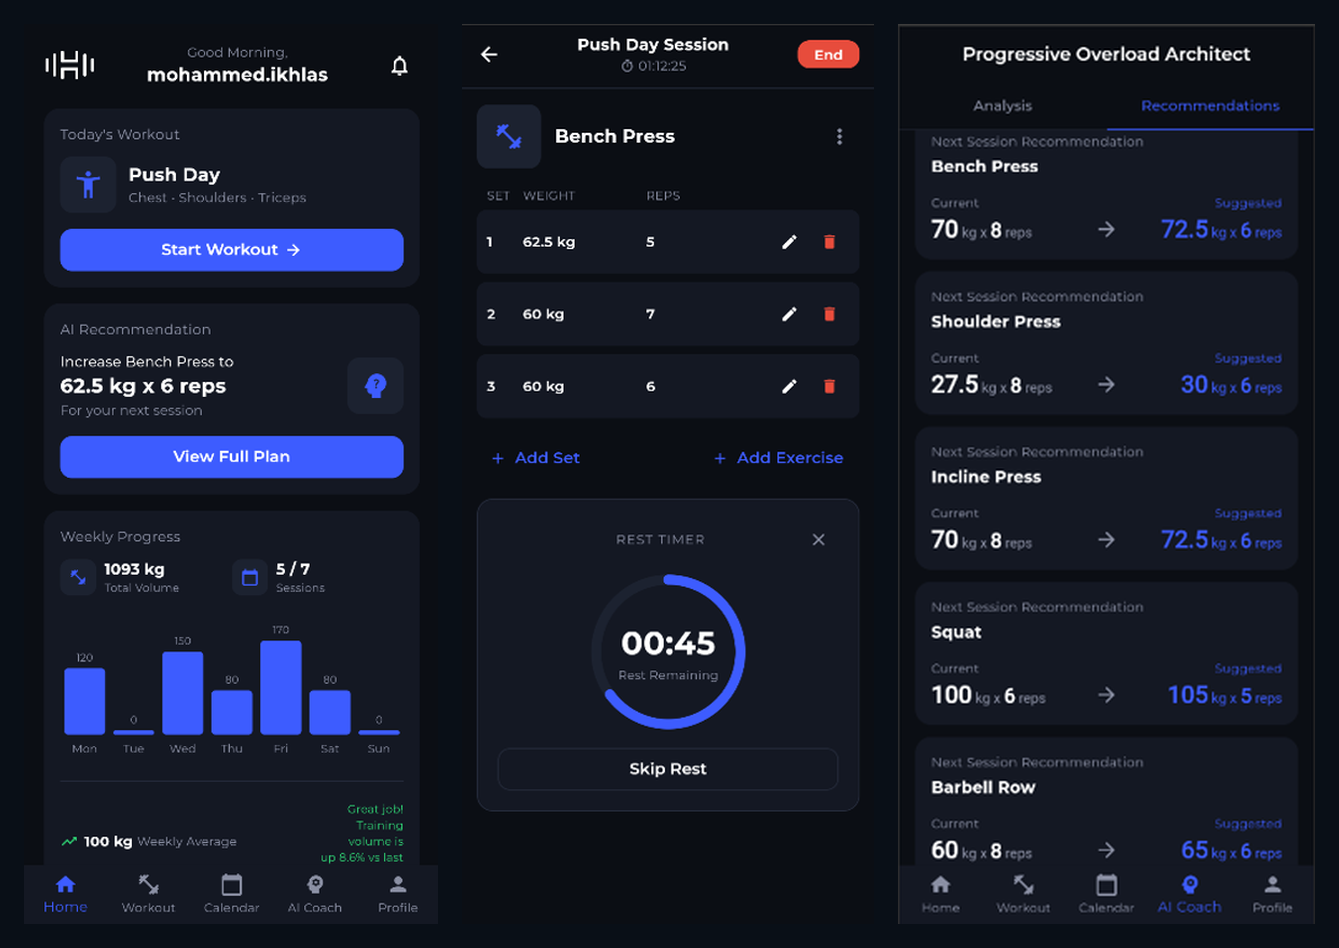 Good Morning,
mohammed.ikhlas
Today's Workout
Push Day
Chest · Shoulders · Triceps
Start Workout →
AI Recommendation
Increase Bench Press to
62.5 kg x 6 reps
For your next session
View Full Plan
Weekly Progress
1093 kg
Total Volume
5 / 7
Sessions
120
0
150
80
170
80
0
Mon Tue Wed Thu Fri Sat Sun
100 kg Weekly Average
Great job!
Training
volume is
up 8.6% vs last
Home Workout Calendar AI Coach Profile
Push Day Session
01:12:25
End
Bench Press
SET WEIGHT REPS
1 62.5 kg 5
2 60 kg 7
3 60 kg 6
+ Add Set + Add Exercise
REST TIMER
00:45
Rest Remaining
Skip Rest
Progressive Overload Architect
Analysis Recommendations
Next Session Recommendation
Bench Press
Current Suggested
70 kg x 8 reps → 72.5 kg x 6 reps
Next Session Recommendation
Shoulder Press
Current Suggested
27.5 kg x 8 reps → 30 kg x 6 reps
Next Session Recommendation
Incline Press
Current Suggested
70 kg x 8 reps → 72.5 kg x 6 reps
Next Session Recommendation
Squat
Current Suggested
100 kg x 6 reps → 105 kg x 5 reps
Next Session Recommendation
Barbell Row
Current Suggested
60 kg x 8 reps → 65 kg x 6 reps
Home Workout Calendar AI Coach Profile